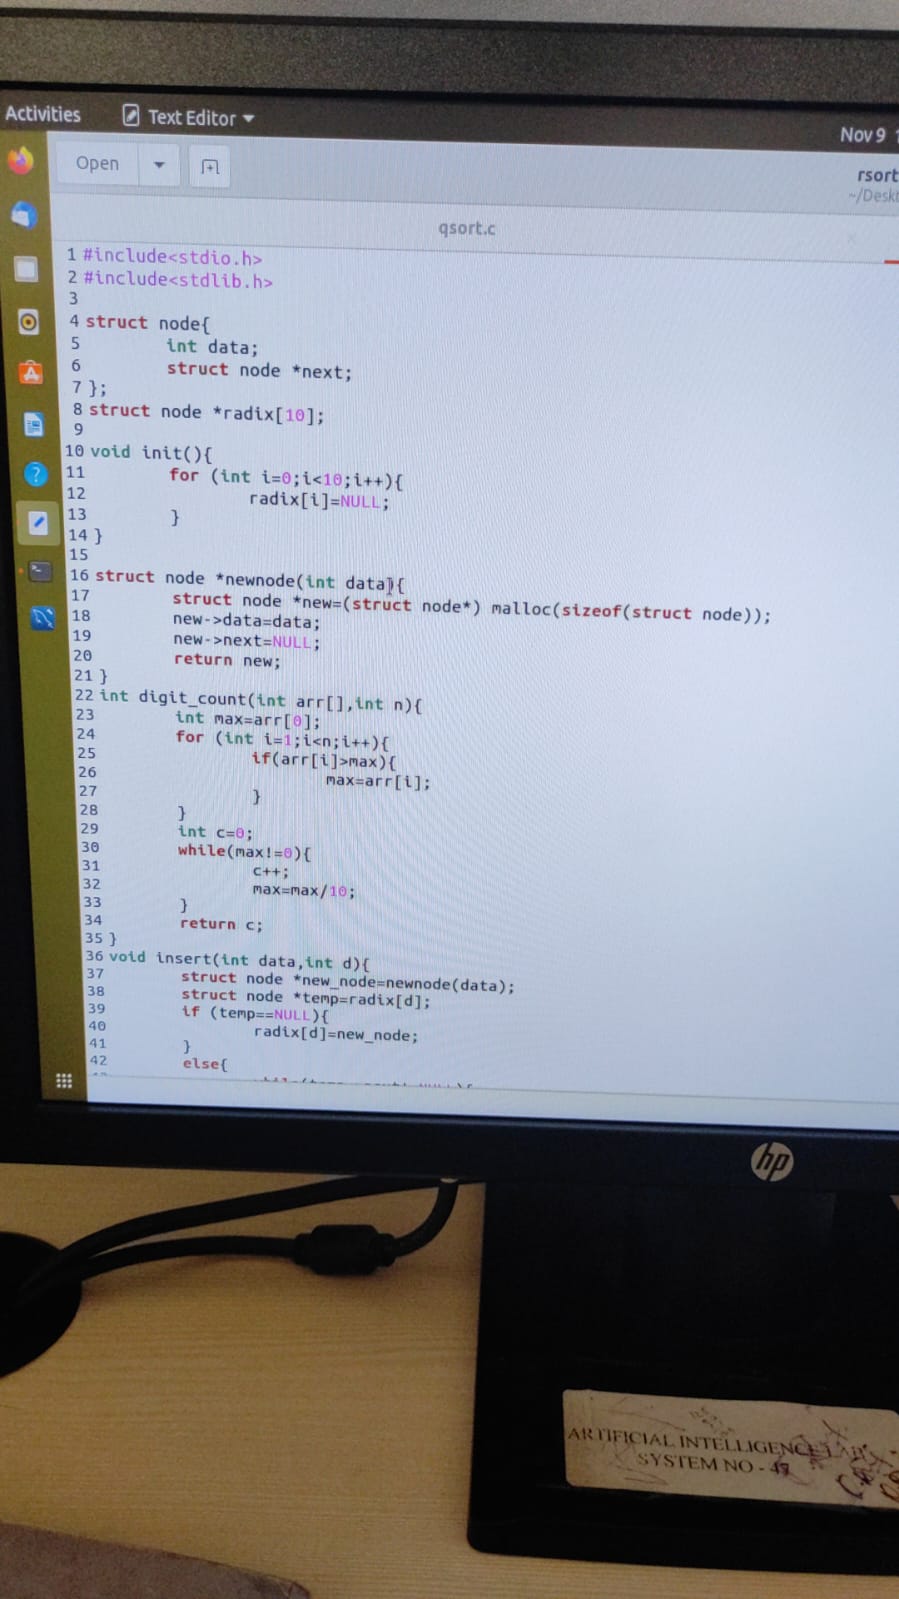 Activities
Text Editor
Nov 9
Open
rsort
~/Deskt
qsort.c
1 #include<stdio.h>
2 #include<stdlib.h>
3
4 struct node{
5 int data;
6 struct node *next;
7 };
8 struct node *radix[10];
9
10 void init(){
11 for (int i=0;i<10;i++){
12 radix[i]=NULL;
13 }
14 }
15
16 struct node *newnode(int data){
17 struct node *new=(struct node*) malloc(sizeof(struct node));
18 new->data=data;
19 new->next=NULL;
20 return new;
21 }
22 int digit_count(int arr[],int n){
23 int max=arr[0];
24 for (int i=1;i<n;i++){
25 if(arr[i]>max){
26 max=arr[i];
27 }
28 }
29 int c=0;
30 while(max!=0){
31 c++;
32 max=max/10;
33 }
34 return c;
35 }
36 void insert(int data,int d){
37 struct node *new_node=newnode(data);
38 struct node *temp=radix[d];
39 if (temp==NULL){
40 radix[d]=new_node;
41 }
42 else{
hp
ARTIFICIAL INTELLIGENCE LAB
SYSTEM NO - 47